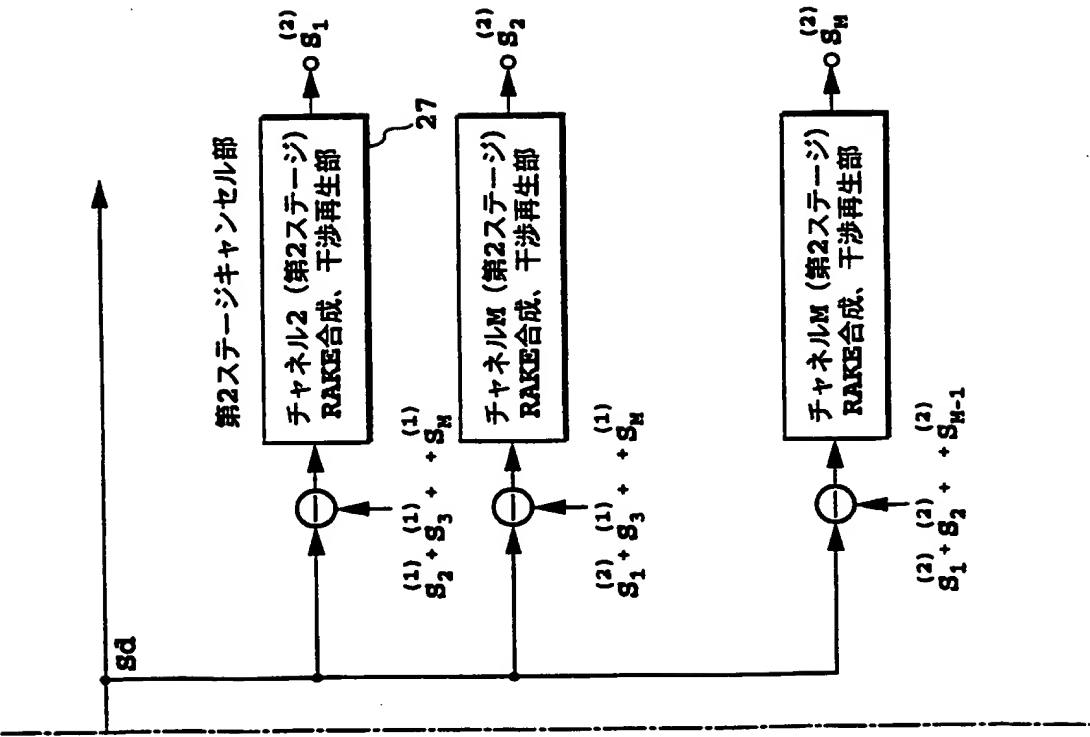 第2ステージキャンセル部
Sd
チャネル2 (第2ステージ)
RAKE合成、干渉再生部
27
(2)
S1
(1) (1) (1)
S2 + S3 + + SM
チャネルM (第2ステージ)
RAKE合成、干渉再生部
(2)
S2
(2) (1) (1)
S1 + S3 + + SM
チャネルM (第2ステージ)
RAKE合成、干渉再生部
(2)
SM
(2) (2) (2)
S1 + S2 + + SM-1